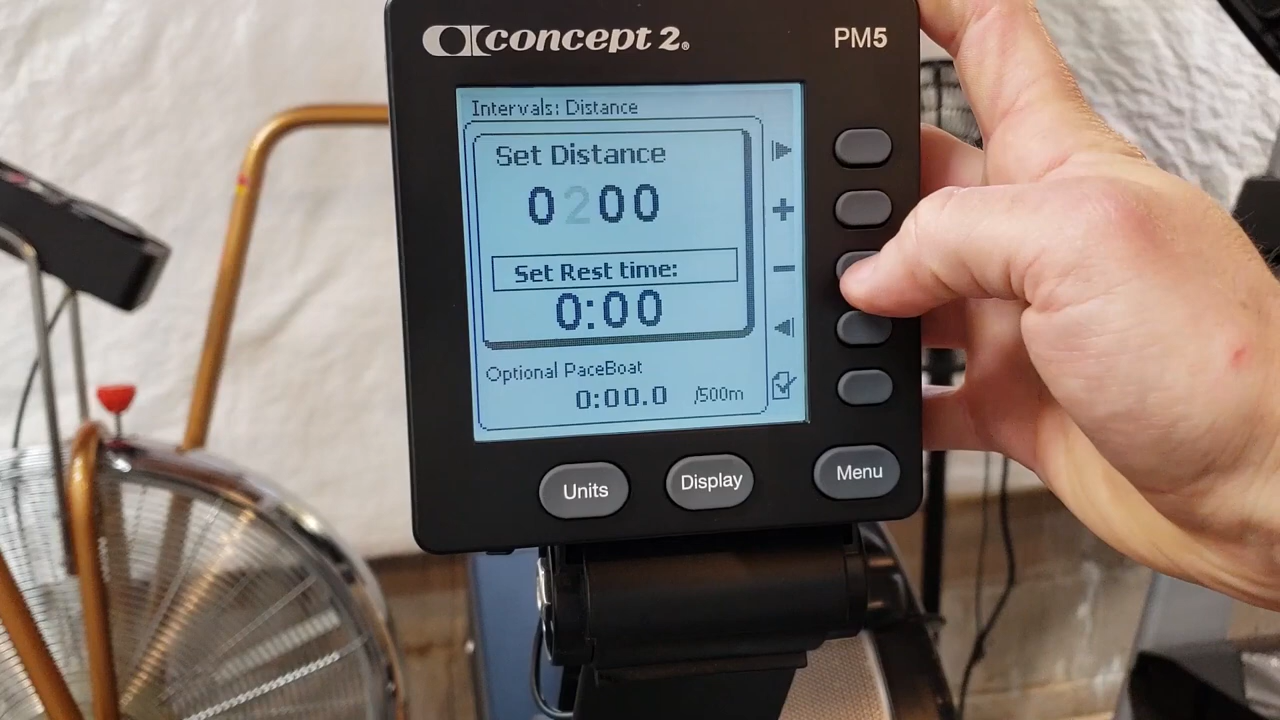 concept 2®
PM5
Intervals: Distance
Set Distance
0200
Set Rest time:
0:00
Optional PaceBoat
0:00.0 /500m
+
−
Units
Display
Menu